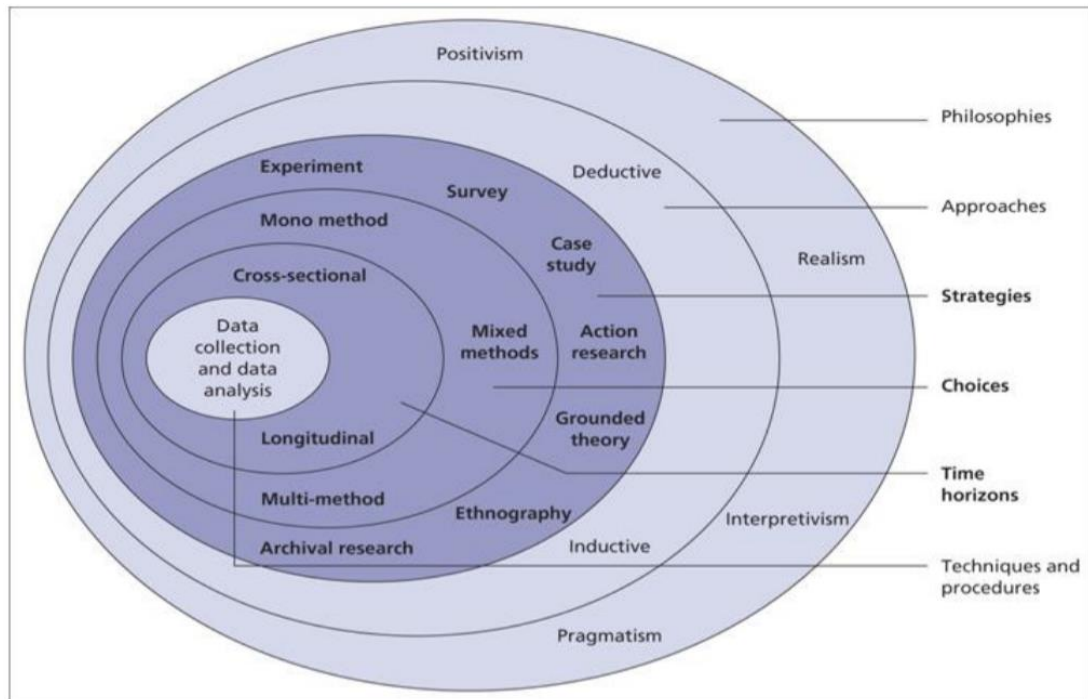 Positivism
Philosophies
Experiment
Deductive
Survey
Approaches
Mono method
Case
study
Realism
Cross-sectional
Strategies
Data
collection
and data
analysis
Mixed
methods
Action
research
Choices
Grounded
theory
Longitudinal
Time
horizons
Multi-method
Ethnography
Interpretivism
Archival research
Inductive
Techniques and
procedures
Pragmatism